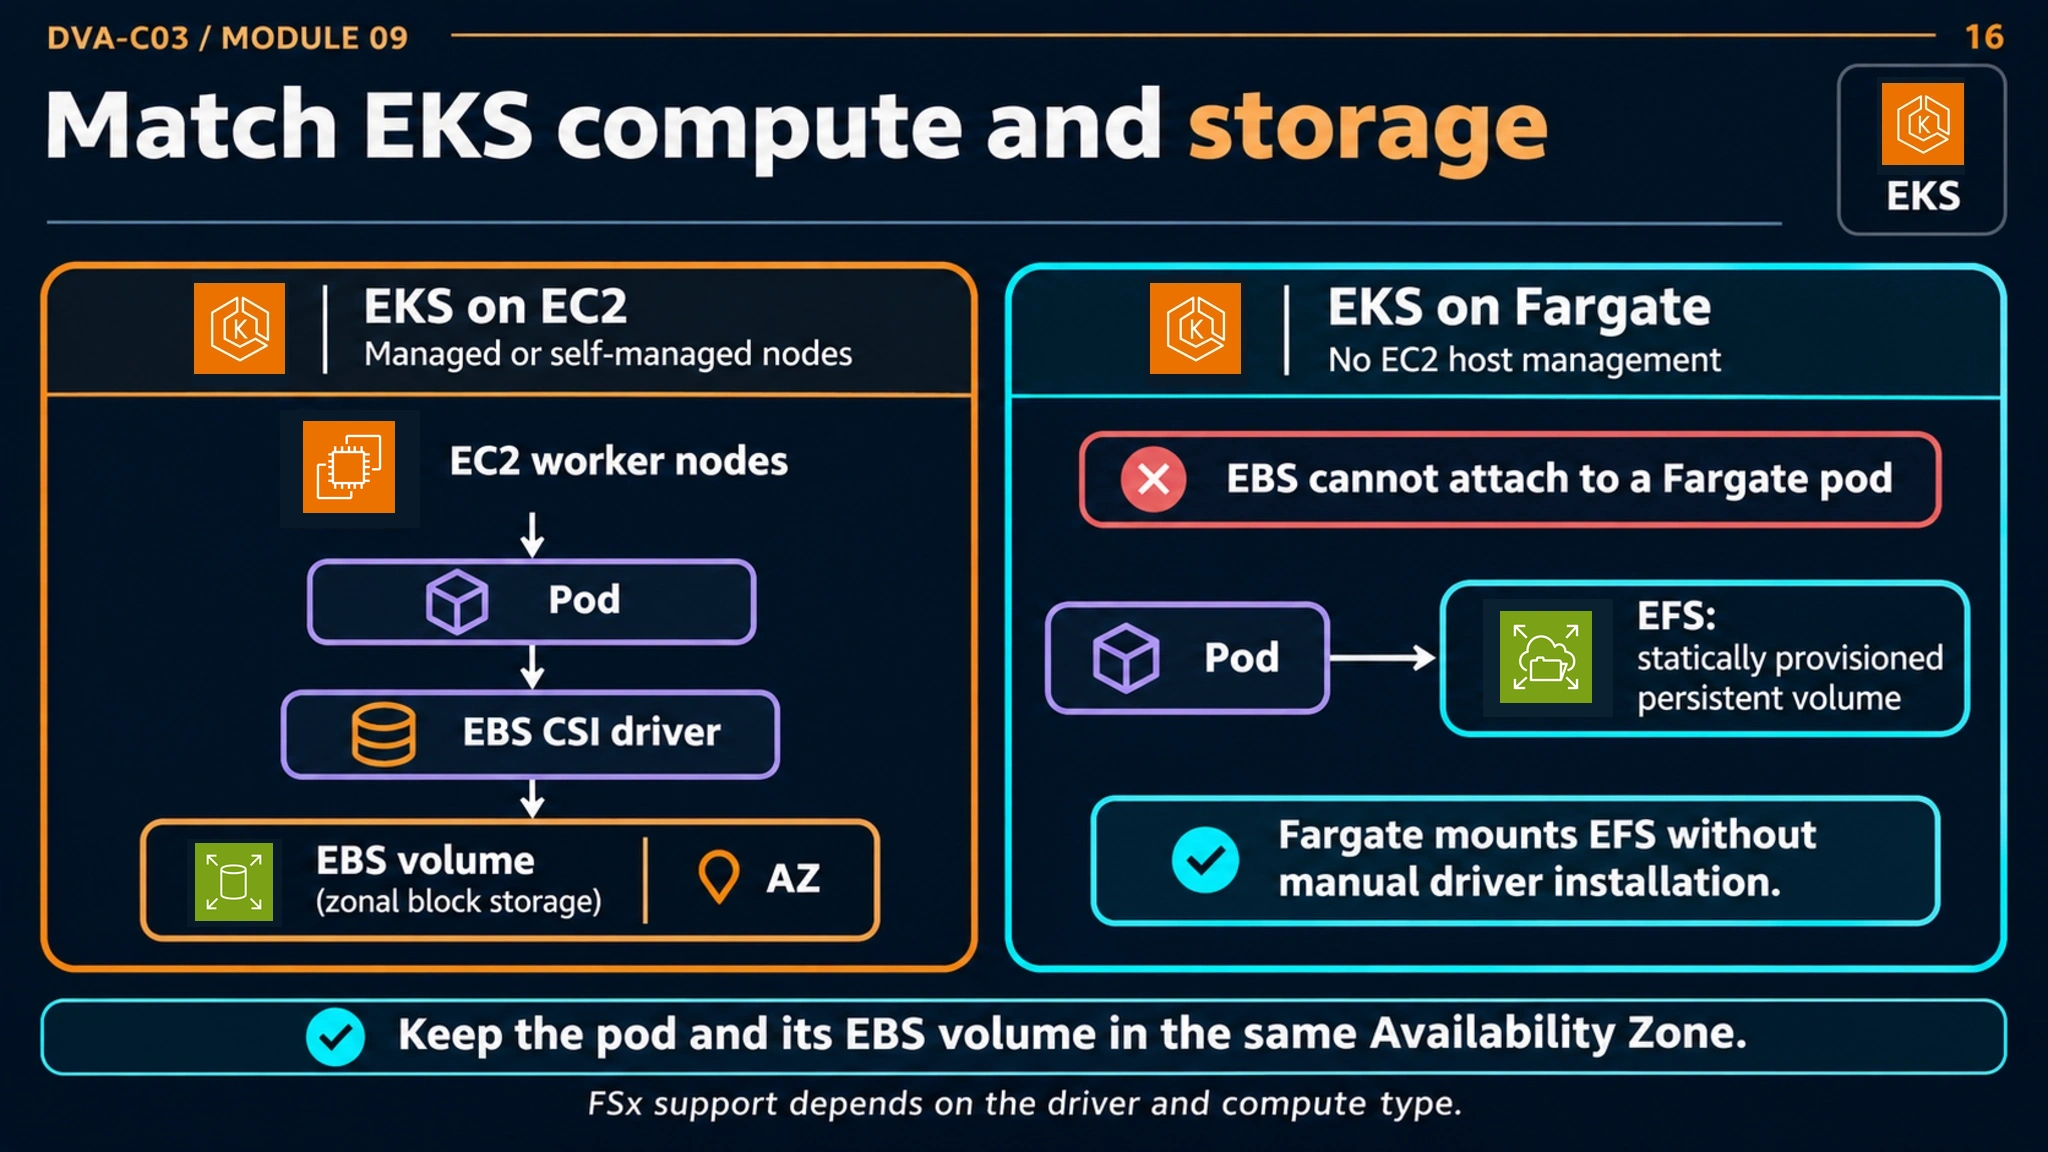 DVA-C03 / MODULE 09
16
Match EKS compute and storage
EKS
EKS on EC2
Managed or self-managed nodes
EC2 worker nodes
Pod
EBS CSI driver
EBS volume
(zonal block storage)
AZ
EKS on Fargate
No EC2 host management
EBS cannot attach to a Fargate pod
Pod
EFS:
statically provisioned
persistent volume
Fargate mounts EFS without
manual driver installation.
Keep the pod and its EBS volume in the same Availability Zone.
FSx support depends on the driver and compute type.